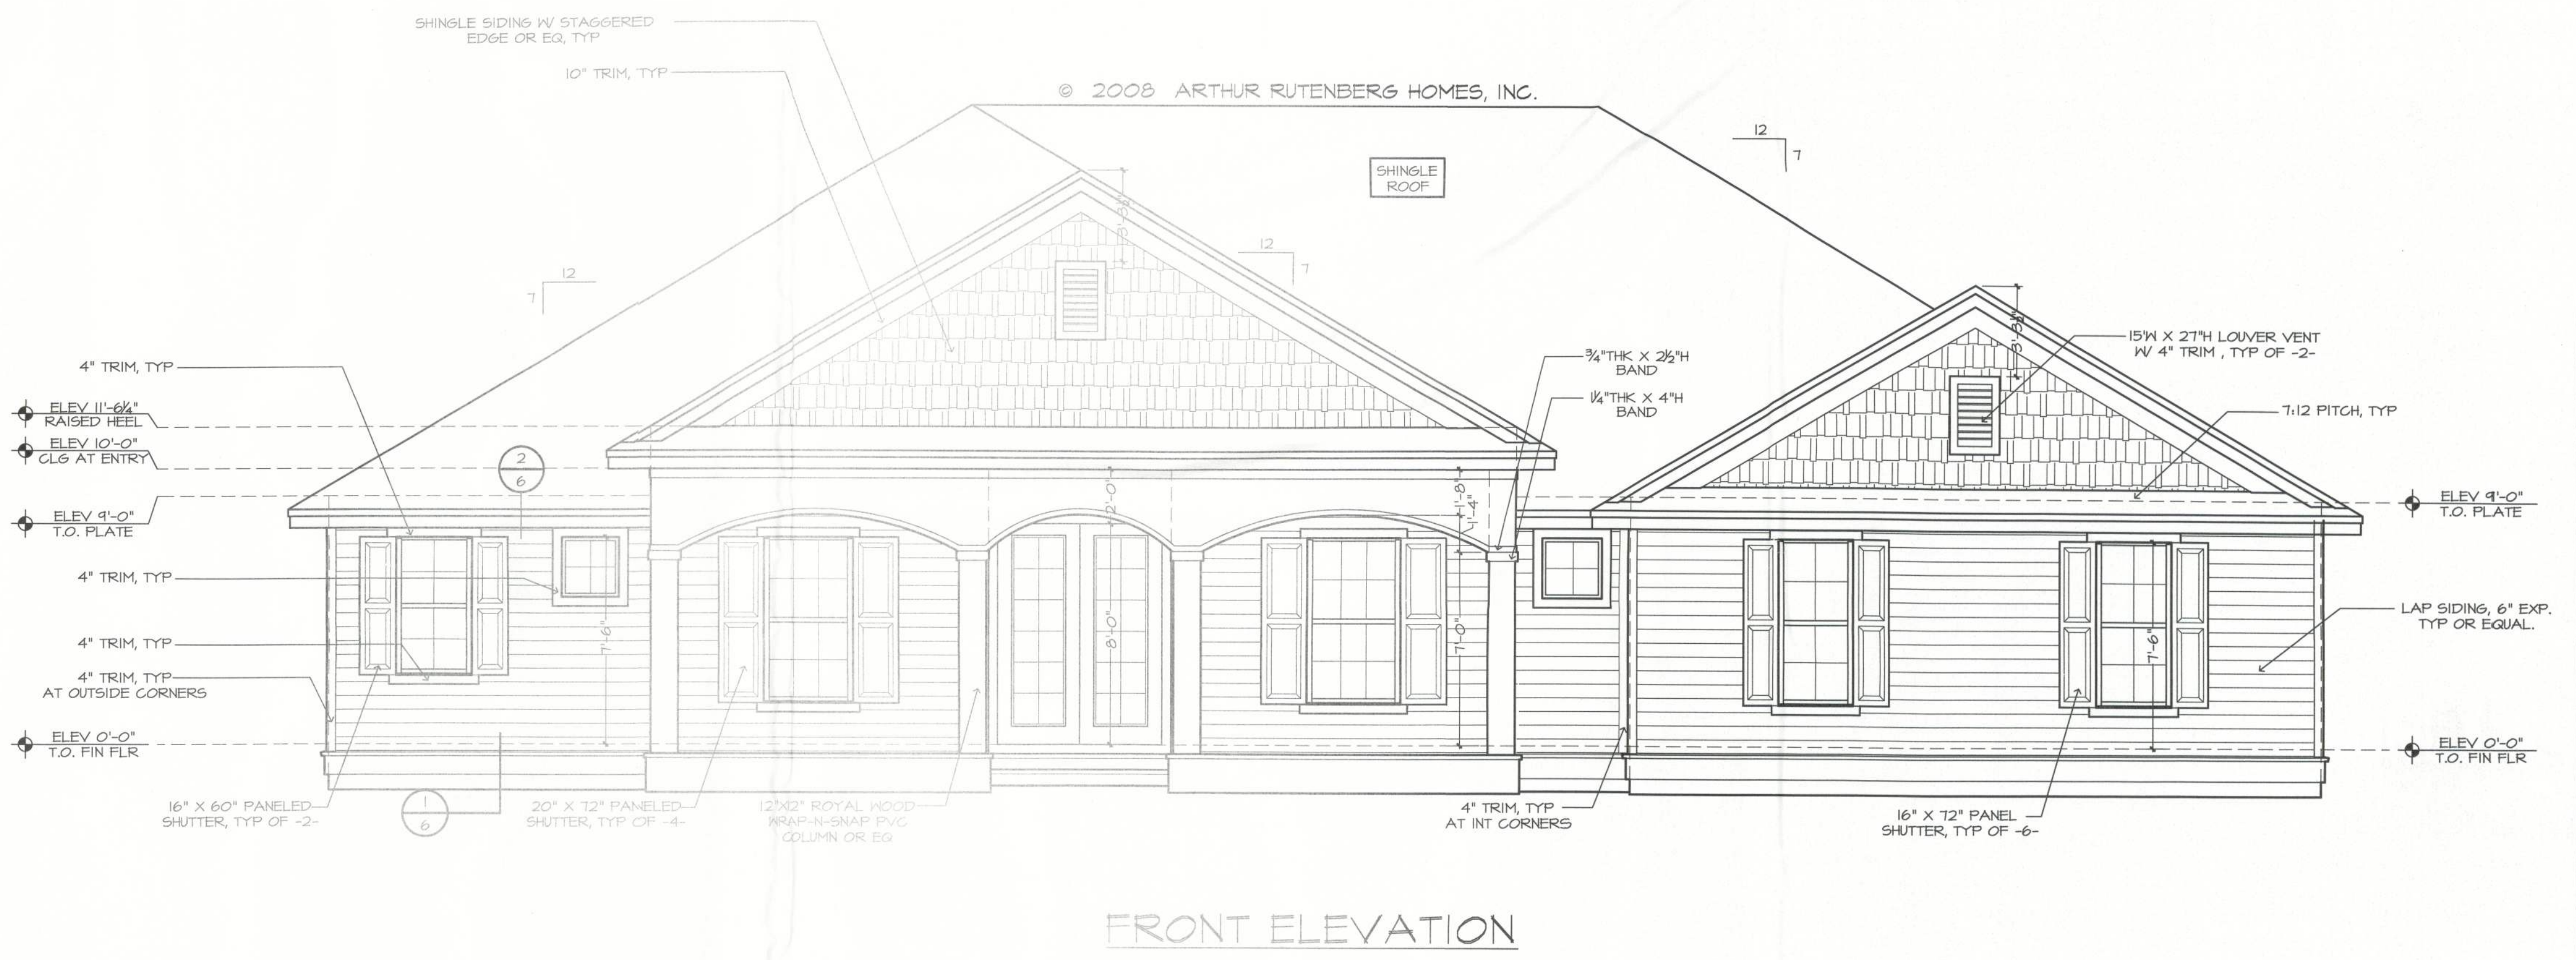 SHINGLE SIDING W/ STAGGERED
EDGE OR EQ, TYP
10" TRIM, TYP
© 2008 ARTHUR RUTENBERG HOMES, INC.
12
7
SHINGLE
ROOF
3'-3½"
12
7
12
7
3'-3½"
15"W X 27"H LOUVER VENT
W/ 4" TRIM , TYP OF -2-
¾"THK X 2½"H
BAND
4" TRIM, TYP
1¼"THK X 4"H
BAND
7:12 PITCH, TYP
ELEV 11'-6¼"
RAISED HEEL
ELEV 10'-0"
CLG AT ENTRY
2
6
2'-0"
1'-8"
1'-4"
ELEV 9'-0"
T.O. PLATE
ELEV 9'-0"
T.O. PLATE
4" TRIM, TYP
LAP SIDING, 6" EXP.
TYP OR EQUAL.
4" TRIM, TYP
7'-6"
8'-0"
7'-0"
7'-6"
4" TRIM, TYP
AT OUTSIDE CORNERS
ELEV 0'-0"
T.O. FIN FLR
ELEV 0'-0"
T.O. FIN FLR
16" X 60" PANELED
SHUTTER, TYP OF -2-
1
6
20" X 72" PANELED
SHUTTER, TYP OF -4-
12"X12" ROYAL WOOD
WRAP-N-SNAP PVC
COLUMN OR EQ
4" TRIM, TYP
AT INT CORNERS
16" X 72" PANEL
SHUTTER, TYP OF -6-
FRONT ELEVATION